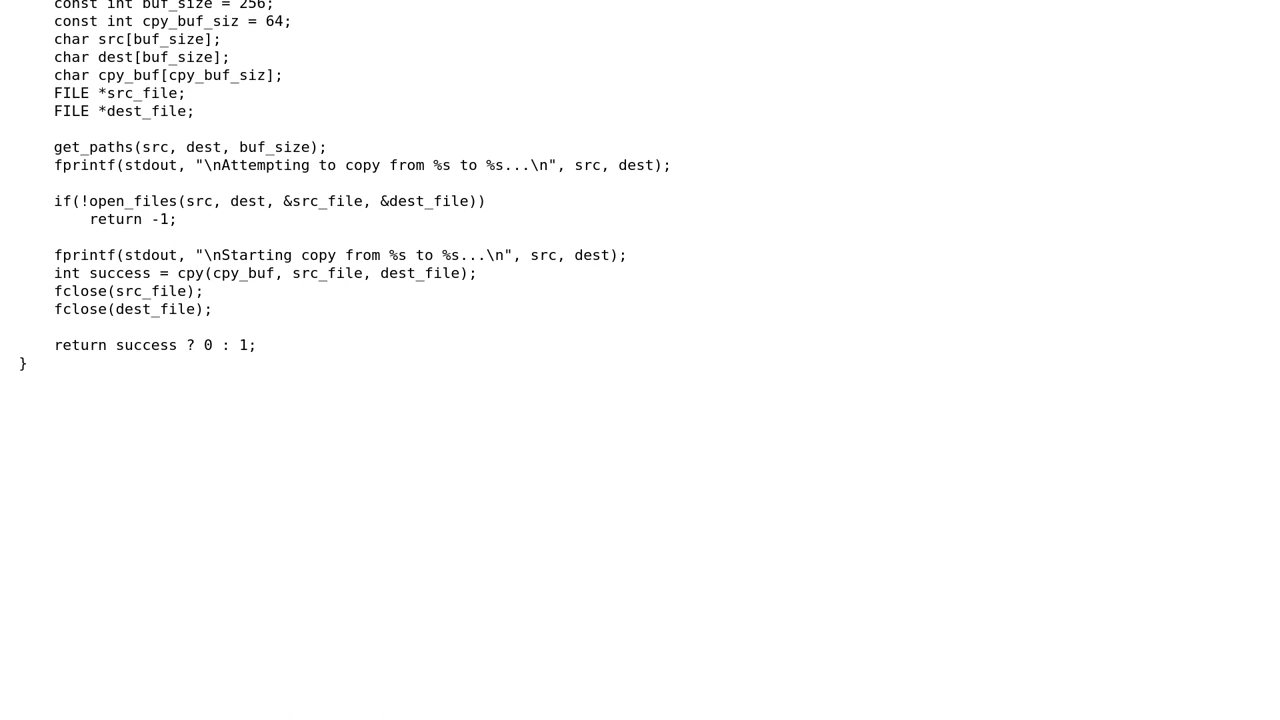 const int buf_size = 256;
const int cpy_buf_siz = 64;
char src[buf_size];
char dest[buf_size];
char cpy_buf[cpy_buf_siz];
FILE *src_file;
FILE *dest_file;
get_paths(src, dest, buf_size);
fprintf(stdout, "\nAttempting to copy from %s to %s...\n", src, dest);
if(!open_files(src, dest, &src_file, &dest_file))
return -1;
fprintf(stdout, "\nStarting copy from %s to %s...\n", src, dest);
int success = cpy(cpy_buf, src_file, dest_file);
fclose(src_file);
fclose(dest_file);
return success ? 0 : 1;
}